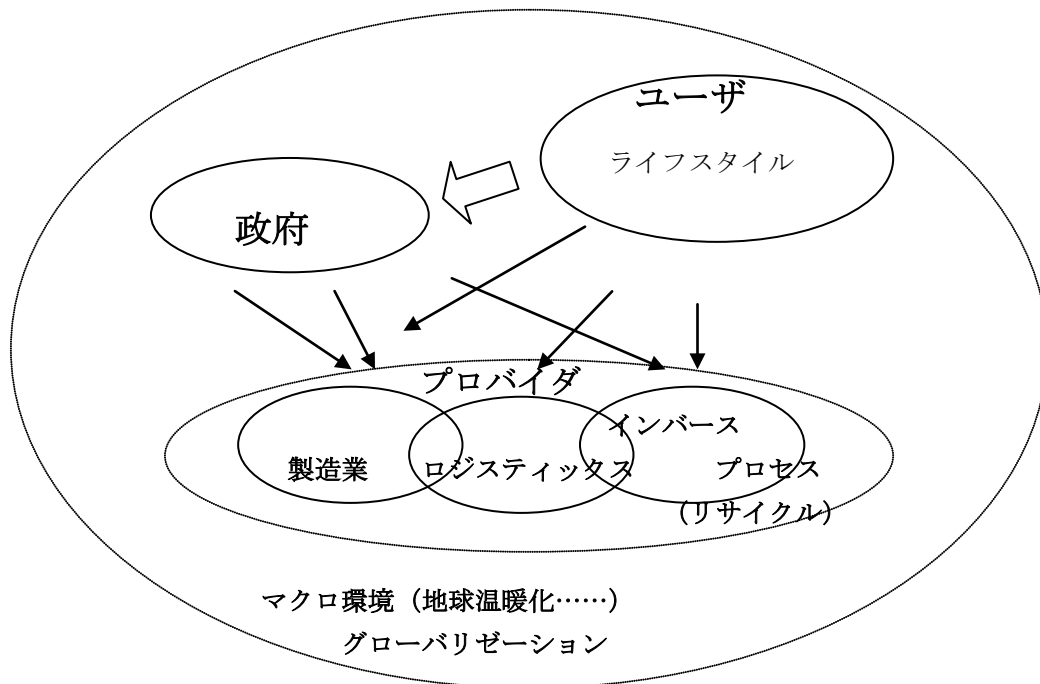 ユーザ
ライフスタイル
政府
プロバイダ
インバース
製造業
ロジスティックス
プロセス
（リサイクル）
マクロ環境（地球温暖化……）
グローバリゼーション